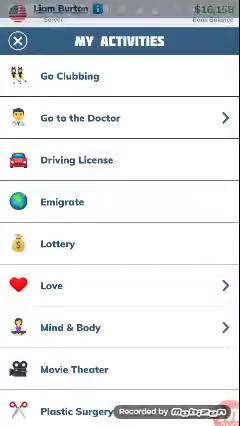 Liam Burton
$16,158
Server
Bank Balance
MY ACTIVITIES
Go Clubbing
Go to the Doctor
Driving License
Emigrate
Lottery
Love
Mind & Body
Movie Theater
Plastic Surgery
Recorded by Mobizen